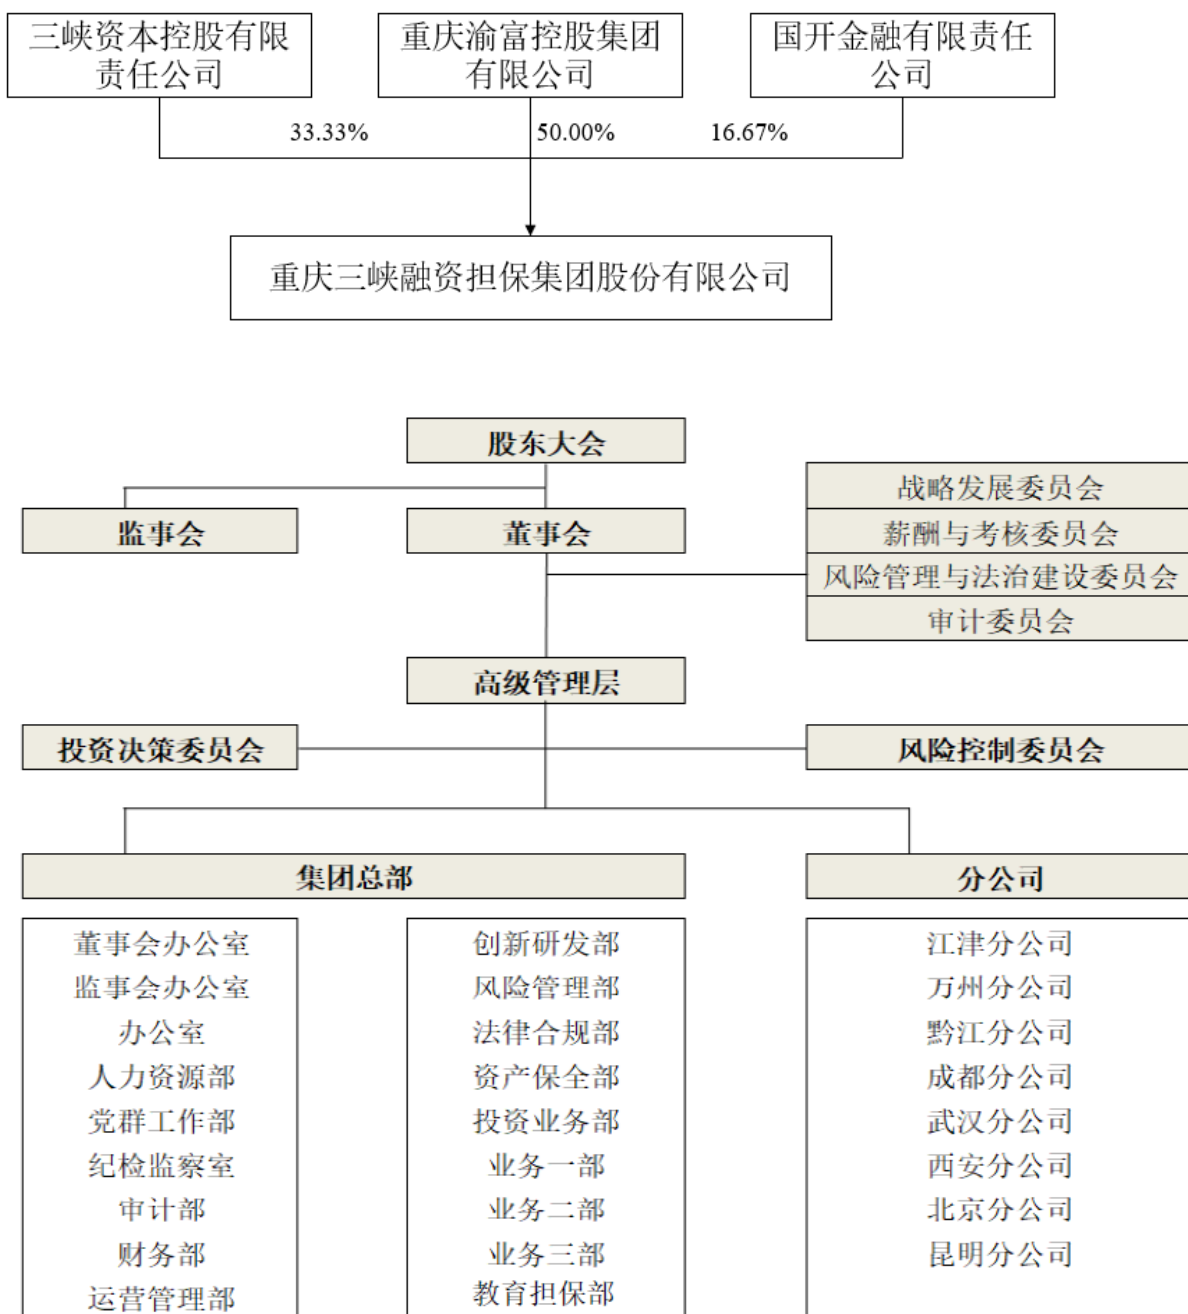 三峡资本控股有限
责任公司
重庆渝富控股集团
有限公司
国开金融有限责任
公司
33.33%
50.00%
16.67%
重庆三峡融资担保集团股份有限公司
股东大会
监事会
董事会
战略发展委员会
薪酬与考核委员会
风险管理与法治建设委员会
审计委员会
高级管理层
投资决策委员会
风险控制委员会
集团总部
分公司
董事会办公室
监事会办公室
办公室
人力资源部
党群工作部
纪检监察室
审计部
财务部
运营管理部
创新研发部
风险管理部
法律合规部
资产保全部
投资业务部
业务一部
业务二部
业务三部
教育担保部
江津分公司
万州分公司
黔江分公司
成都分公司
武汉分公司
西安分公司
北京分公司
昆明分公司